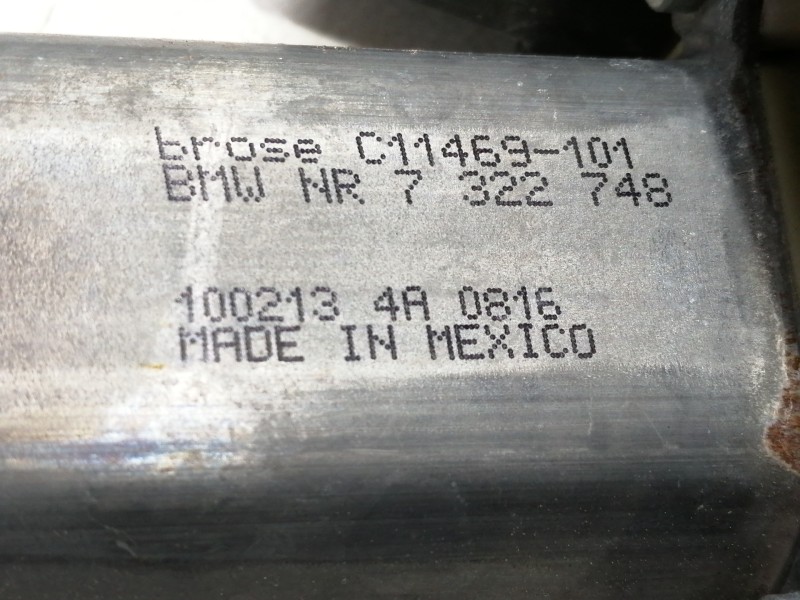 brose C11469-101
BMW NR 7 322 748
100213 4A 0816
MADE IN MEXICO